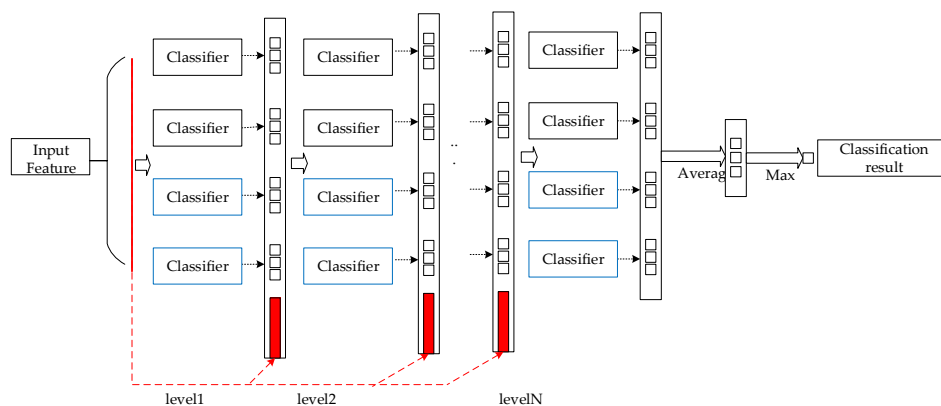 Classifier
Classifier
Classifier
Classifier
Classifier
Classifier
Classifier
Classifier
Classifier
Classifier
Classifier
Classifier
Input
Feature
Averag
Max
Classification
result
level1
level2
levelN